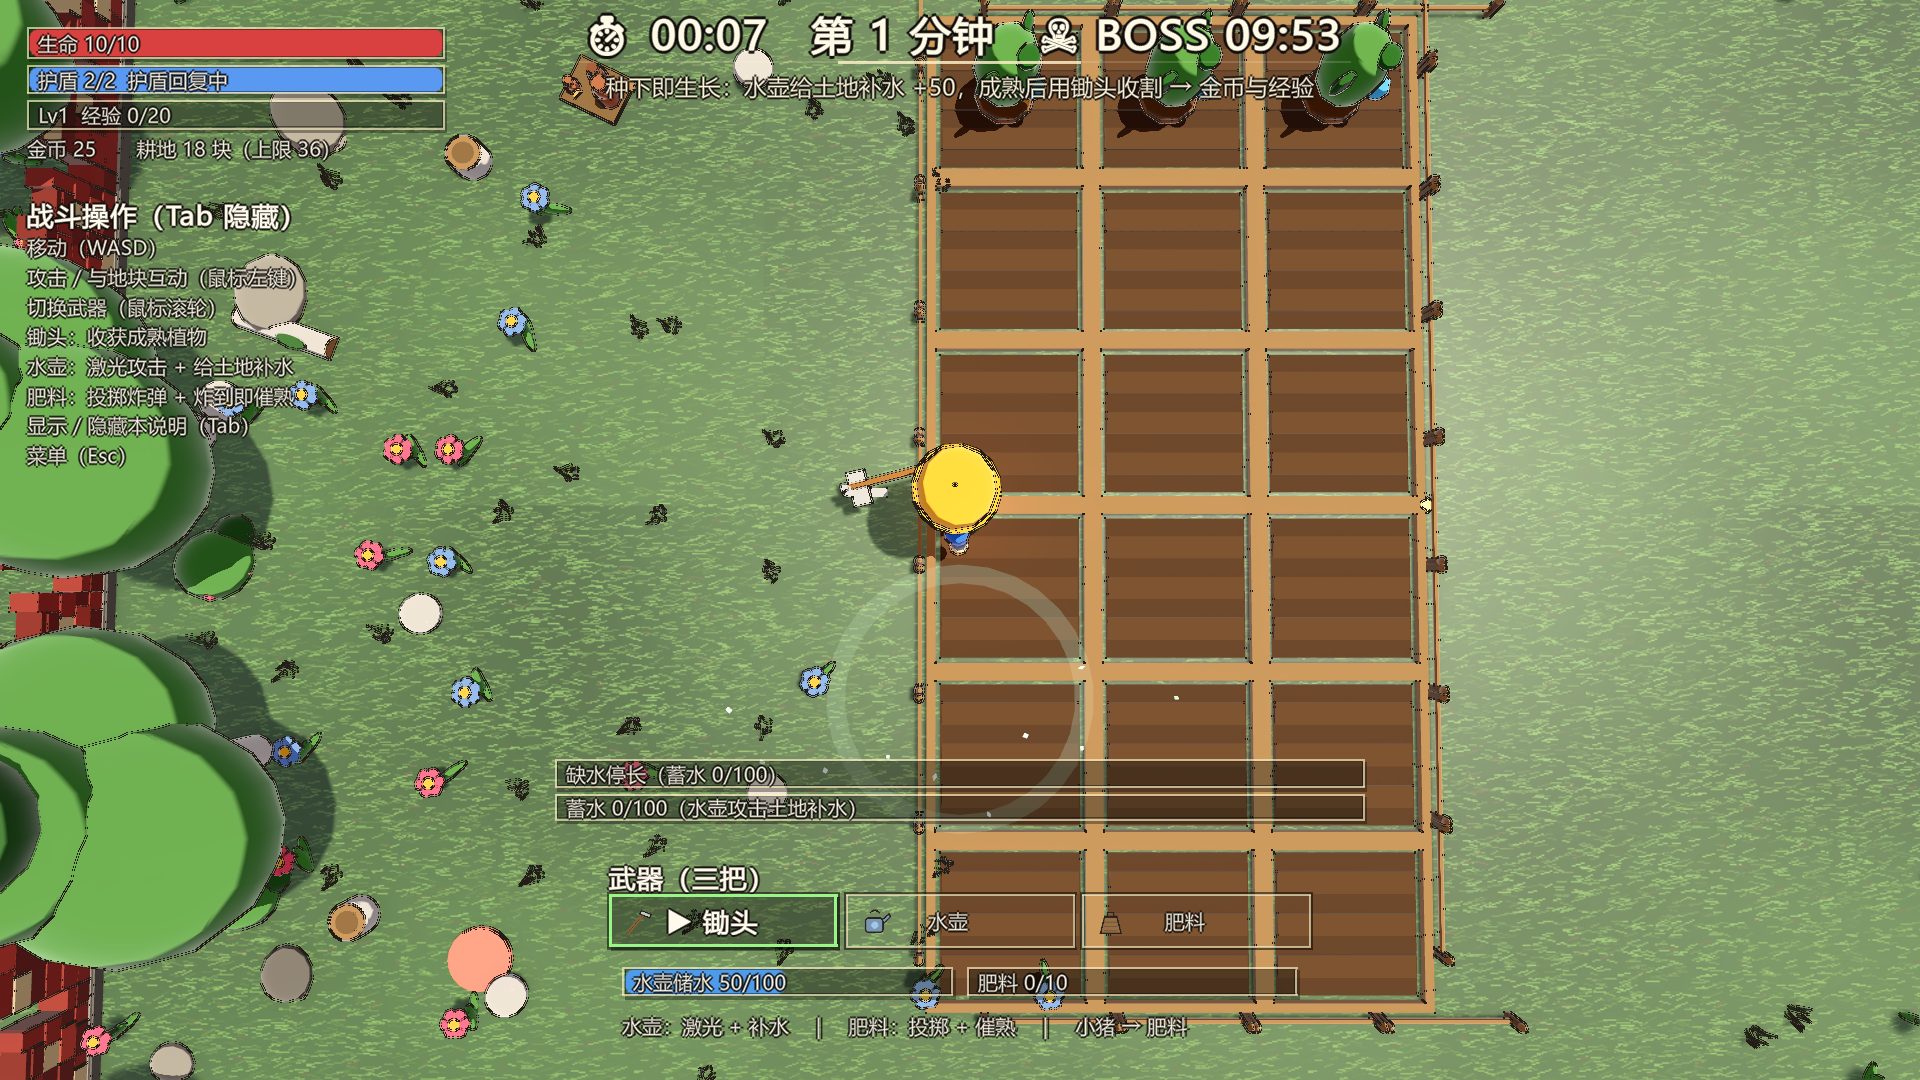 生命 10/10
护盾 2/2 护盾回复中
Lv1 经验 0/20
金币 25 耕地 18 块（上限 36）
00:07 第 1 分钟 BOSS 09:53
种下即生长：水壶给土地补水 +50，成熟后用锄头收割 → 金币与经验
战斗操作（Tab 隐藏）
移动（WASD）
攻击 / 与地块互动（鼠标左键）
切换武器（鼠标滚轮）
锄头：收获成熟植物
水壶：激光攻击 + 给土地补水
肥料：投掷炸弹 + 炸到即催熟
显示 / 隐藏本说明（Tab）
菜单（Esc）
缺水停长（蓄水 0/100）
蓄水 0/100（水壶攻击土地补水）
武器（三把）
▶ 锄头 水壶 肥料
水壶储水 50/100 肥料 0/10
水壶：激光 + 补水 | 肥料：投掷 + 催熟 | 小猪 → 肥料